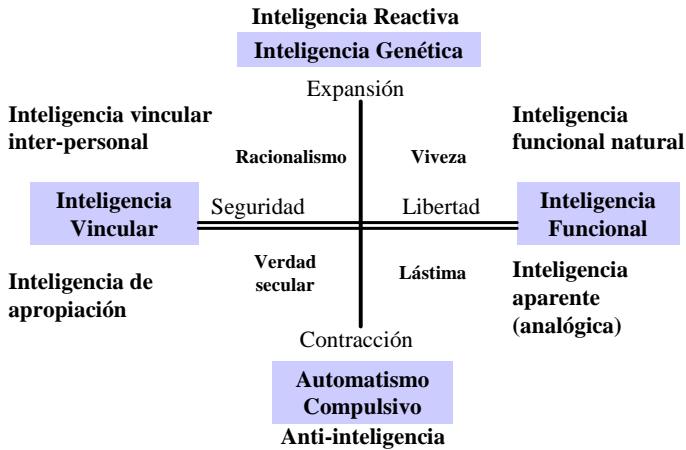 Inteligencia Reactiva
Inteligencia Genética
Expansión
Inteligencia vincular
inter-personal
Inteligencia
funcional natural
Racionalismo
Viveza
Inteligencia
Vincular
Seguridad
Libertad
Inteligencia
Funcional
Verdad
secular
Lástima
Inteligencia de
apropiación
Inteligencia
aparente
(analógica)
Contracción
Automatismo
Compulsivo
Anti-inteligencia